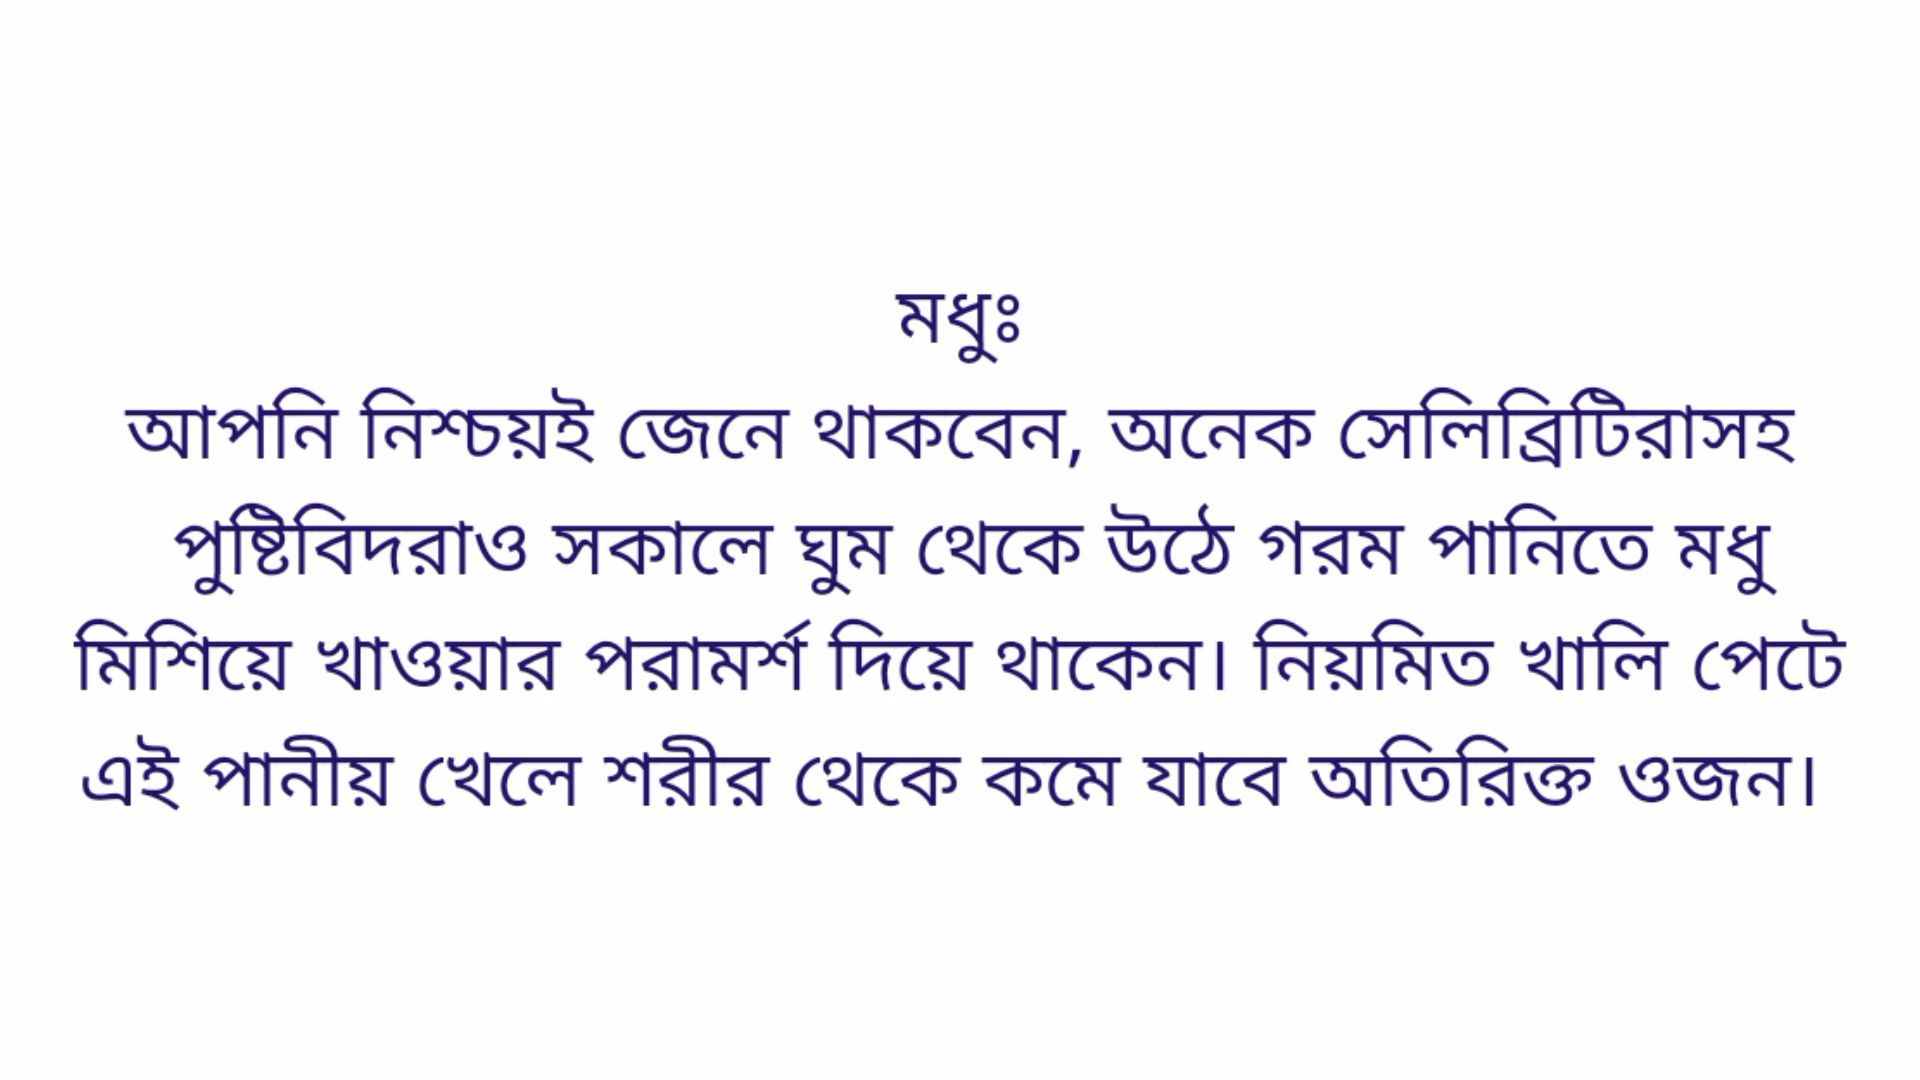 মধুঃ
আপনি নিশ্চয়ই জেনে থাকবেন, অনেক সেলিব্রিটিরাসহ
পুষ্টিবিদরাও সকালে ঘুম থেকে উঠে গরম পানিতে মধু
মিশিয়ে খাওয়ার পরামর্শ দিয়ে থাকেন। নিয়মিত খালি পেটে
এই পানীয় খেলে শরীর থেকে কমে যাবে অতিরিক্ত ওজন।